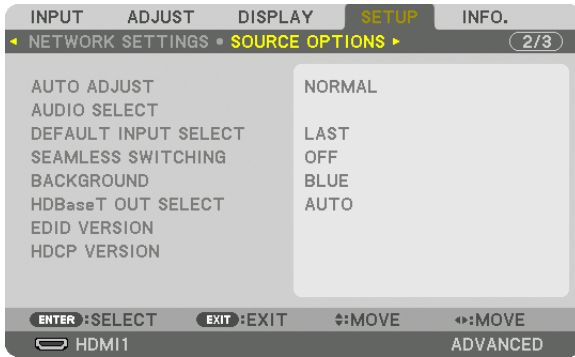 INPUT ADJUST DISPLAY SETUP INFO.
NETWORK SETTINGS • SOURCE OPTIONS 2/3
AUTO ADJUST NORMAL
AUDIO SELECT
DEFAULT INPUT SELECT LAST
SEAMLESS SWITCHING OFF
BACKGROUND BLUE
HDBaseT OUT SELECT AUTO
EDID VERSION
HDCP VERSION
ENTER :SELECT EXIT :EXIT :MOVE :MOVE
HDMI1 ADVANCED